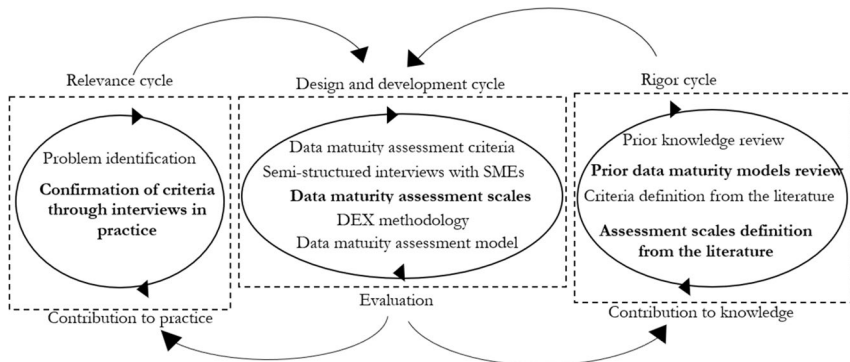 Relevance cycle
Problem identification
Confirmation of criteria
through interviews in
practice
Contribution to practice
Design and development cycle
Data maturity assessment criteria
Semi-structured interviews with SMEs
Data maturity assessment scales
DEX methodology
Data maturity assessment model
Evaluation
Rigor cycle
Prior knowledge review
Prior data maturity models review
Criteria definition from the literature
Assessment scales definition
from the literature
Contribution to knowledge